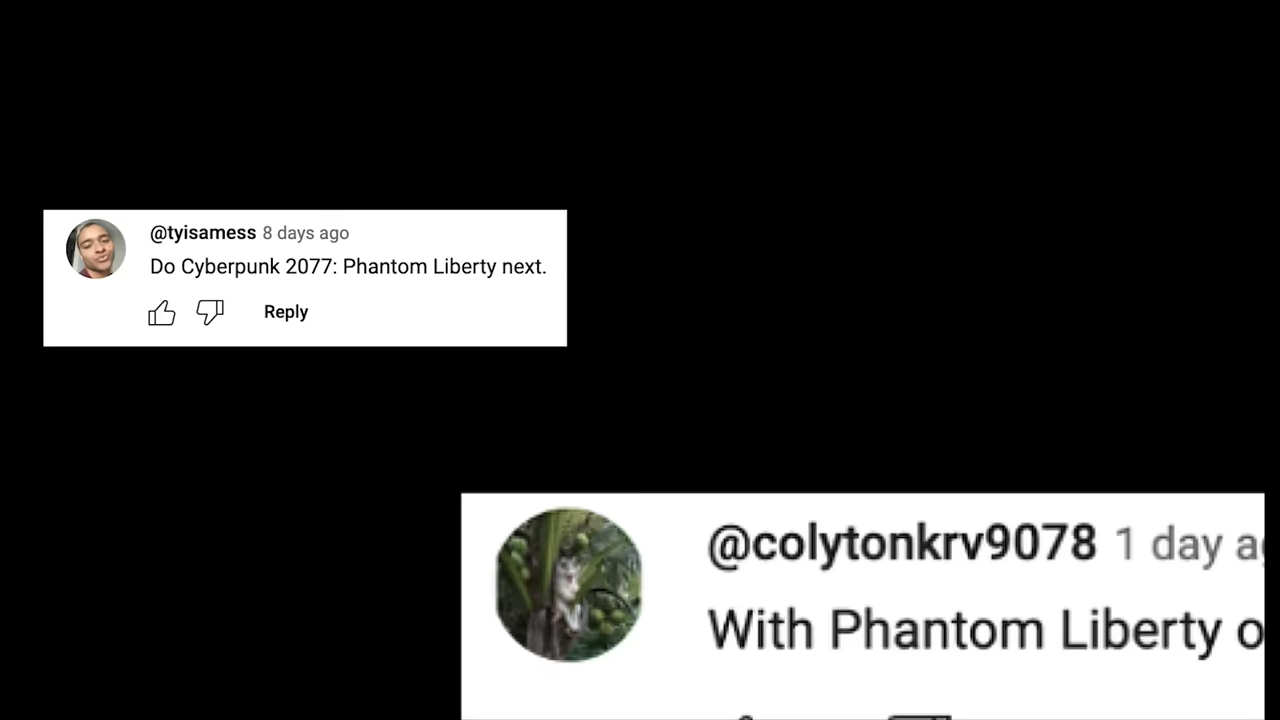 @tyisamess 8 days ago
Do Cyberpunk 2077: Phantom Liberty next.
Reply
@colytonkrv9078 1 day
With Phantom Liberty